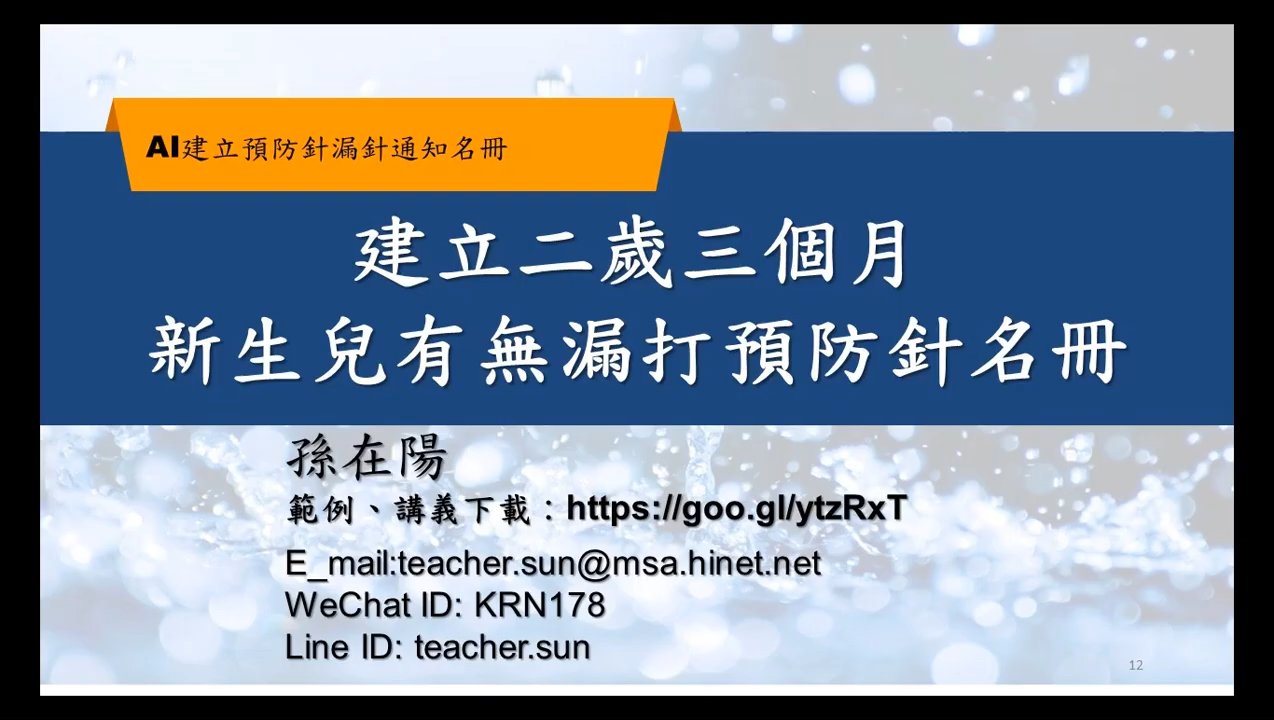 AI建立預防針漏針通知名冊
建立二歲三個月
新生兒有無漏打預防針名冊
孫在陽
範例、講義下載：https://goo.gl/ytzRxT
E_mail:teacher.sun@msa.hinet.net
WeChat ID: KRN178
Line ID: teacher.sun
12